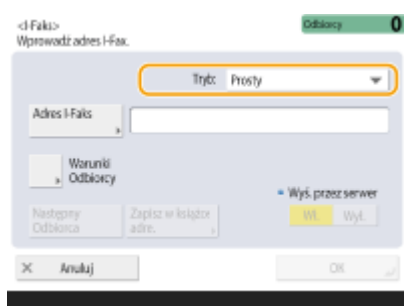 <I-Faks>
Wprowadź adres I-Fax.
Odbiorcy 0
Tryb: Prosty
Adres I-Faks
Warunki
Odbiorcy
Wyś. przez serwer
Następny
Odbiorca
Zapisz w książce
adre.
Wł. Wył.
Anuluj
OK